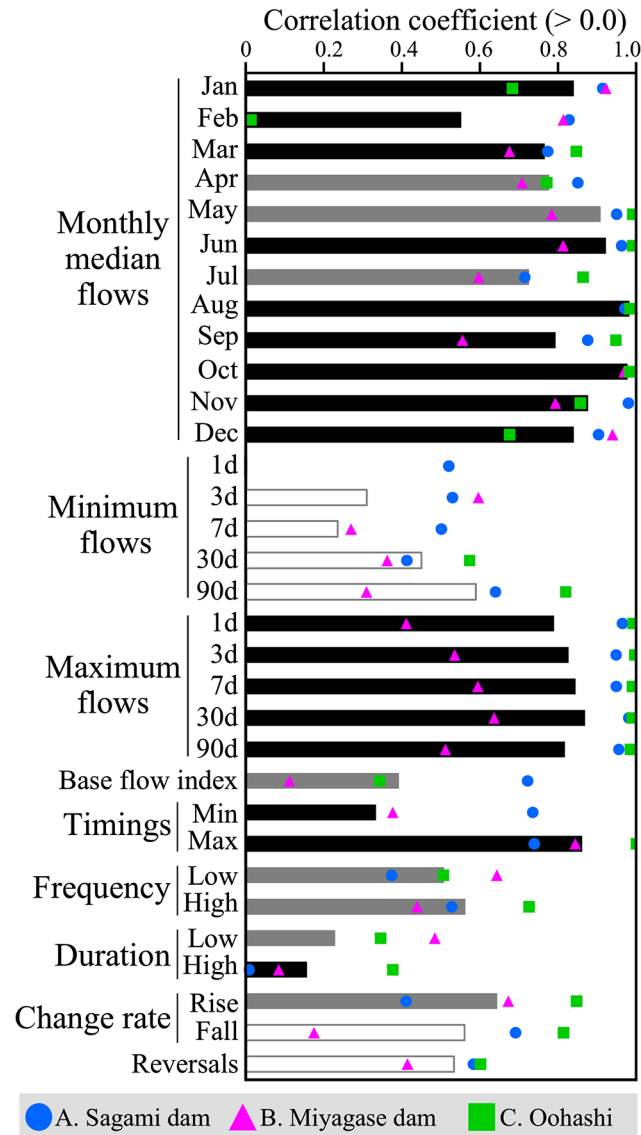 Correlation coefficient (> 0.0)
0 0.2 0.4 0.6 0.8 1.0
Monthly
median
flows
Jan
Feb
Mar
Apr
May
Jun
Jul
Aug
Sep
Oct
Nov
Dec
Minimum
flows
1d
3d
7d
30d
90d
Maximum
flows
1d
3d
7d
30d
90d
Base flow index
Timings
Min
Max
Frequency
Low
High
Duration
Low
High
Change rate
Rise
Fall
Reversals
A. Sagami dam B. Miyagase dam C. Oohashi